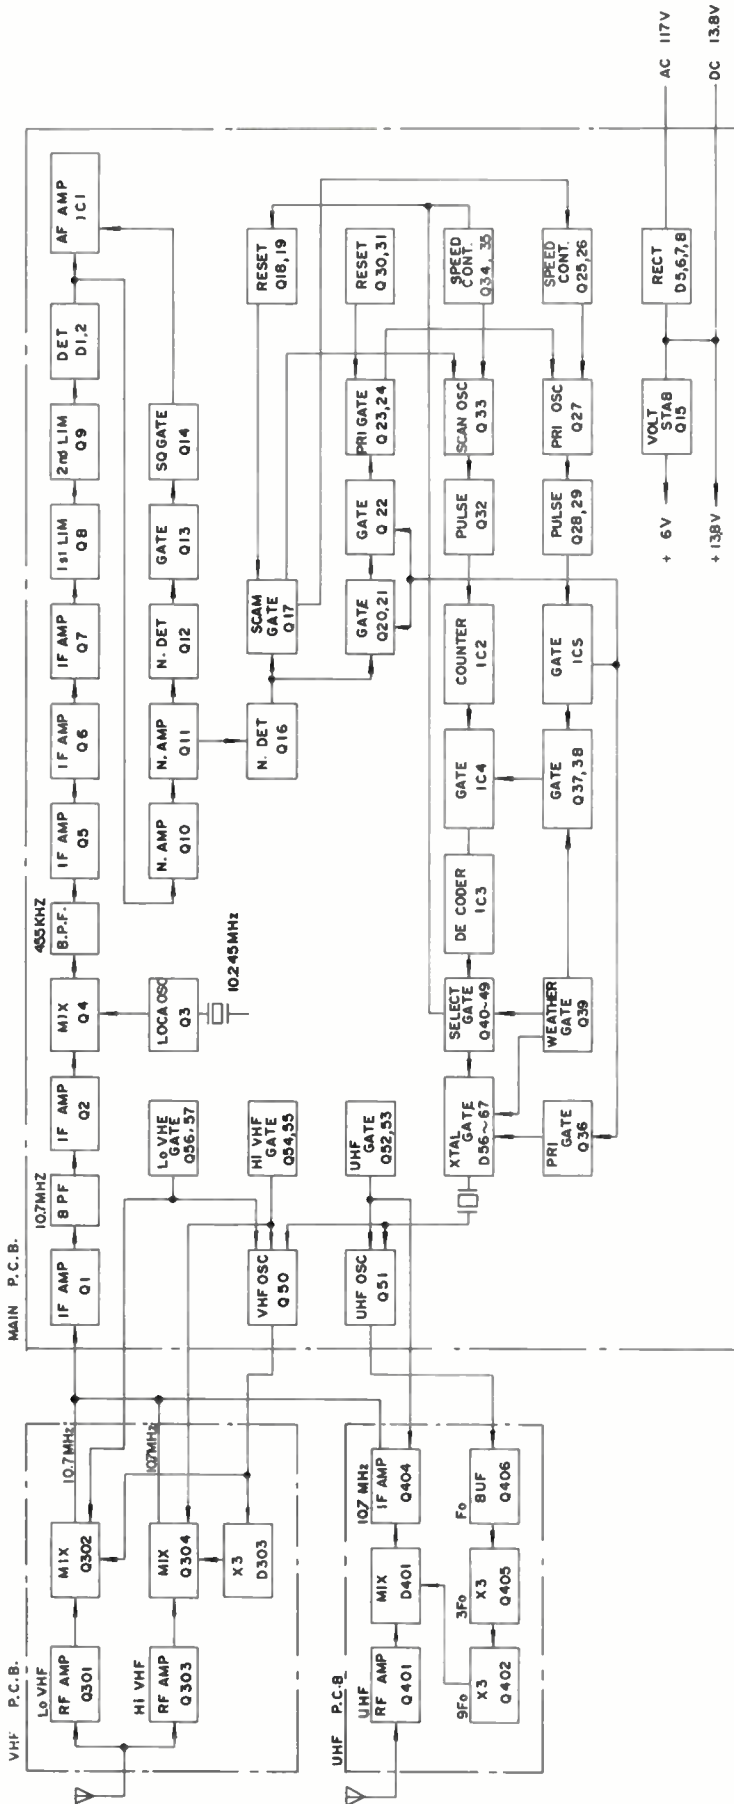 VHF P.C.B.
Lo VHF
RF AMP
Q301
MIX
Q302
10.7MHz
Hi VHF
RF AMP
Q303
MIX
Q304
10.7MHz
X3
D303
UHF P.C.B
UHF
RF AMP
Q401
MIX
D401
10.7 MHz
IF AMP
Q404
9Fo
X3
Q402
3Fo
X3
Q405
Fo
BUF
Q406
MAIN P.C.B.
IF AMP
Q1
10.7MHZ
B PF
IF AMP
Q2
MIX
Q4
455KHZ
B.P.F.
IF AMP
Q5
IF AMP
Q6
IF AMP
Q7
1st LIM
Q8
2nd LIM
Q9
DET
D1,2
AF AMP
IC1
LOCA OSC
Q3
10.245MHz
N. AMP
Q10
N. AMP
Q11
N. DET
Q12
GATE
Q13
SQ GATE
Q14
Lo VHF
GATE
Q56,57
HI VHF
GATE
Q54,55
VHF OSC
Q50
UHF
GATE
Q52,53
UHF OSC
Q51
N. DET
Q16
SCAM
GATE
Q17
RESET
Q18,19
GATE
Q20,21
GATE
Q 22
PRI GATE
Q23,24
RESET
Q30,31
XTAL
GATE
D56~67
SELECT
GATE
Q40~49
DE CODER
IC3
GATE
IC4
COUNTER
IC2
PULSE
Q32
SCAN OSC
Q33
SPEED
CONT.
Q34, 35
PRI
GATE
Q36
WEATHER
GATE
Q39
GATE
Q37,38
GATE
IC5
PULSE
Q28,29
PRI OSC
Q27
SPEED
CONT.
Q25,26
+ 6V
VOLT
STAB
Q15
RECT
D5,6,7,8
AC 117V
+ 13.8V
DC 13.8V